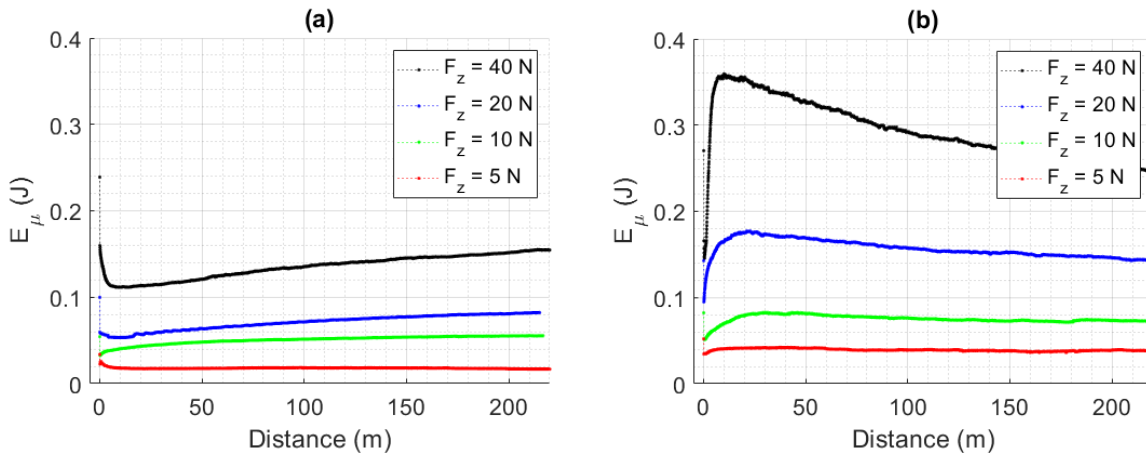 (a)
0.4
0.3
0.2
0.1
0
E_μ (J)
F_z = 40 N
F_z = 20 N
F_z = 10 N
F_z = 5 N
0 50 100 150 200
Distance (m)
(b)
0.4
0.3
0.2
0.1
0
E_μ (J)
F_z = 40 N
F_z = 20 N
F_z = 10 N
F_z = 5 N
0 50 100 150 200
Distance (m)